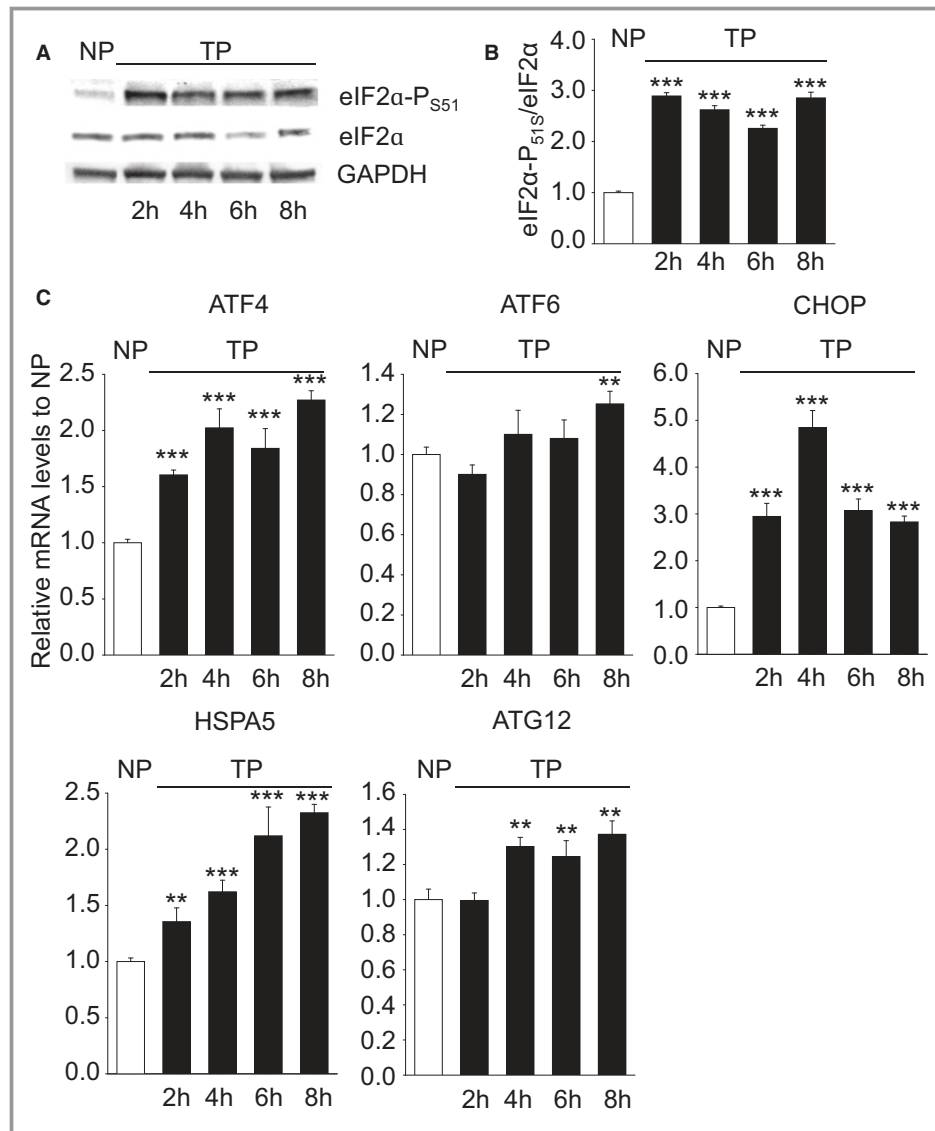 A
NP TP
eIF2α-PS51
eIF2α
GAPDH
2h 4h 6h 8h
B
NP TP
eIF2α-P51S/eIF2α
4.0
3.0
2.0
1.0
0.0
*** *** *** ***
2h 4h 6h 8h
C
ATF4
NP TP
Relative mRNA levels to NP
2.5
2.0
1.5
1.0
0.5
0.0
*** *** *** ***
2h 4h 6h 8h
ATF6
NP TP
1.4
1.2
1.0
0.8
0.6
0.4
0.2
0.0
**
2h 4h 6h 8h
CHOP
NP TP
6.0
5.0
4.0
3.0
2.0
1.0
0.0
*** *** *** ***
2h 4h 6h 8h
HSPA5
NP TP
2.5
2.0
1.5
1.0
0.5
0.0
** *** *** ***
2h 4h 6h 8h
ATG12
NP TP
1.6
1.4
1.2
1.0
0.8
0.6
0.4
0.2
0.0
** ** **
2h 4h 6h 8h